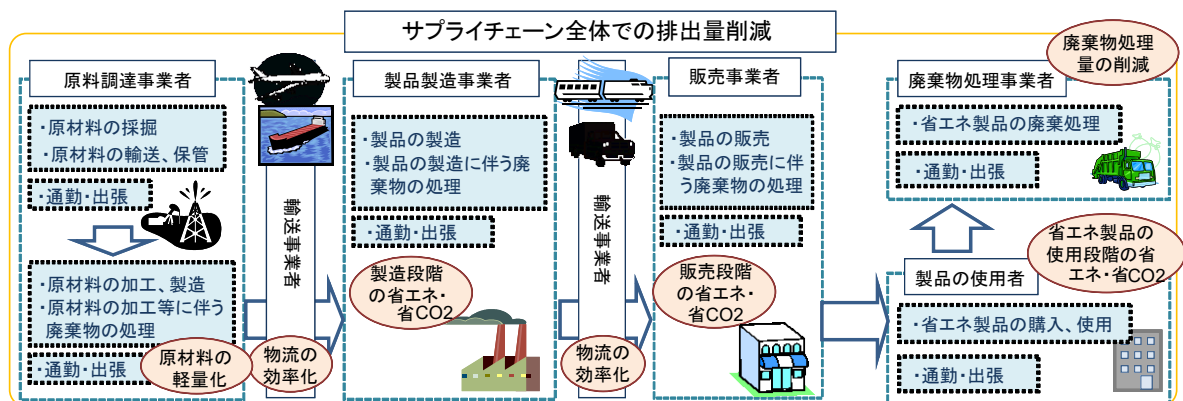 サプライチェーン全体での排出量削減
原料調達事業者
・原材料の採掘
・原材料の輸送、保管
・通勤・出張
・原材料の加工、製造
・原材料の加工等に伴う
廃棄物の処理
・通勤・出張
原材料の
軽量化
輸送事業者
物流の
効率化
製品製造事業者
・製品の製造
・製品の製造に伴う廃
棄物の処理
・通勤・出張
製造段階
の省エネ・
省CO2
輸送事業者
物流の
効率化
販売事業者
・製品の販売
・製品の販売に伴
う廃棄物の処理
・通勤・出張
販売段階
の省エネ・
省CO2
廃棄物処理
量の削減
廃棄物処理事業者
・省エネ製品の廃棄処理
・通勤・出張
省エネ製品の
使用段階の省
エネ・省CO2
製品の使用者
・省エネ製品の購入、使用
・通勤・出張